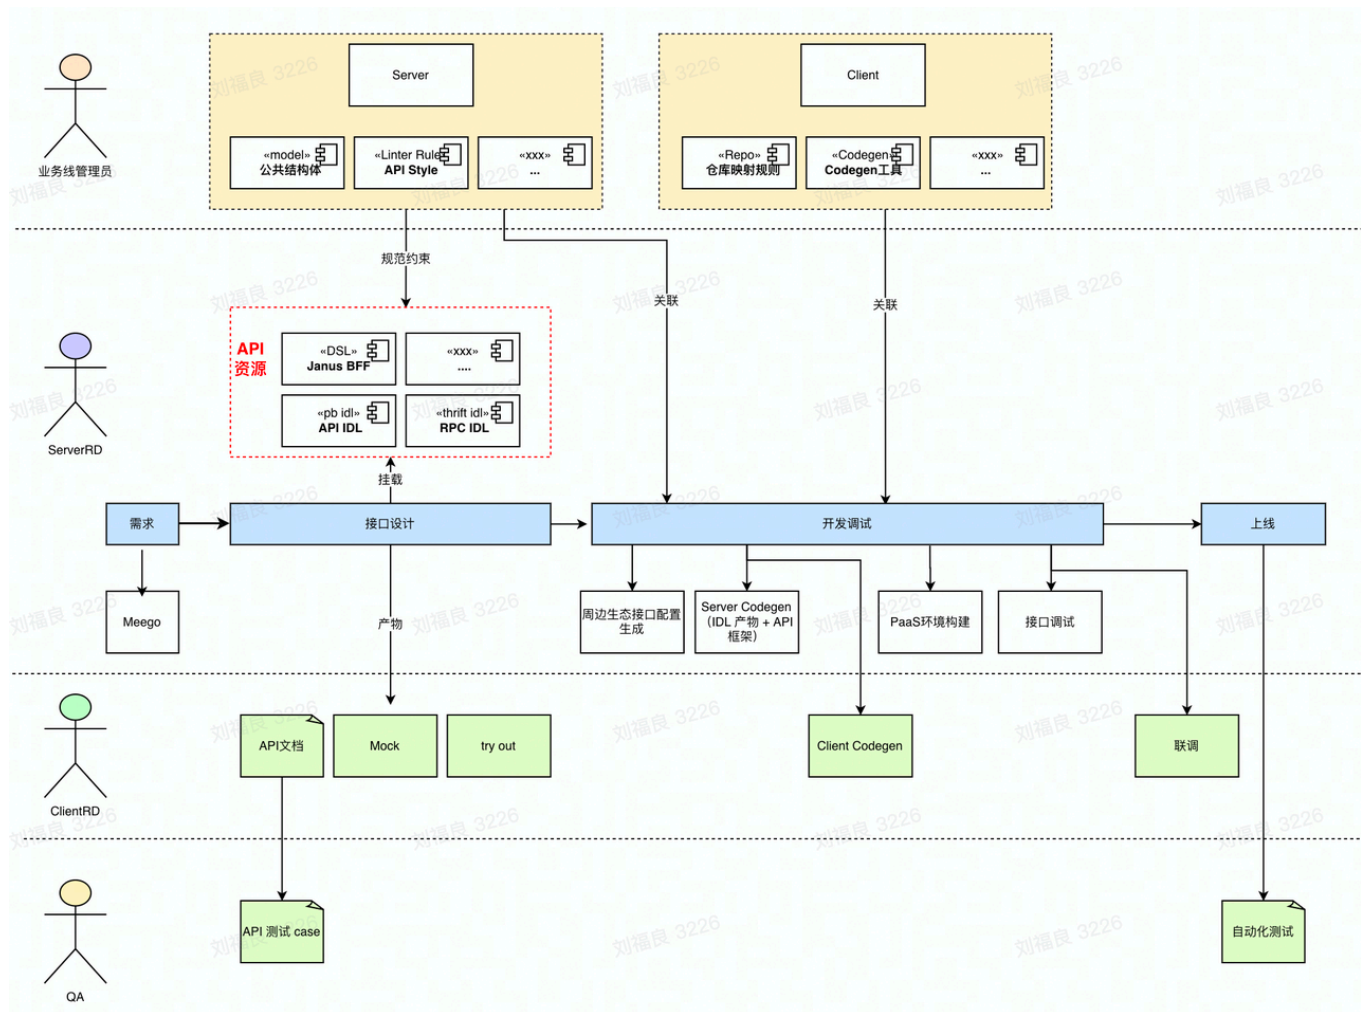 Server
Client
«model»
公共结构体
«Linter Rule
API Style
«xxx»
...
«Repo»
仓库映射规则
«Codegen»
Codegen工具
«xxx»
...
业务线管理员
规范约束
关联
关联
API
资源
«DSL»
Janus BFF
«xxx»
....
«pb idl»
API IDL
«thrift idl»
RPC IDL
ServerRD
挂载
需求
接口设计
开发调试
上线
Meego
产物
周边生态接口配置
生成
Server Codegen
（IDL 产物 + API
框架）
PaaS环境构建
接口调试
API文档
Mock
try out
Client Codegen
联调
ClientRD
API 测试 case
自动化测试
QA
刘福良 3226